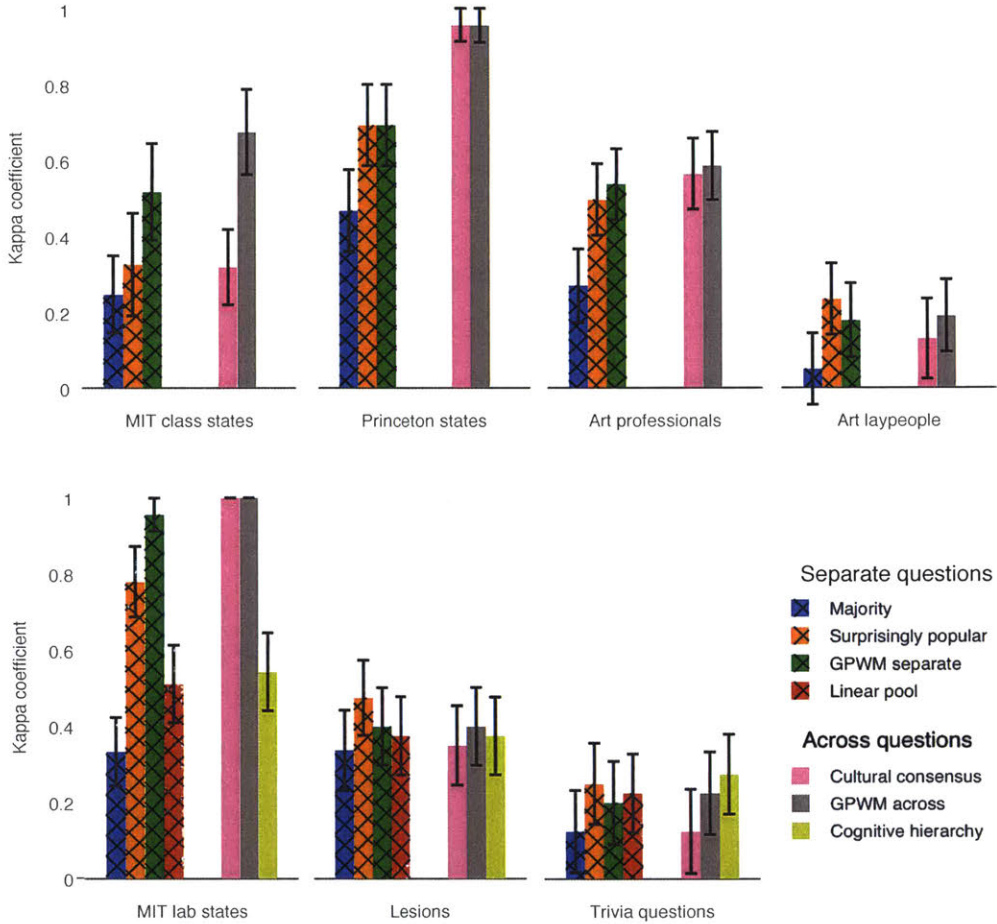 1
0.8
0.6
0.4
0.2
0
Kappa coefficient
MIT class states
Princeton states
Art professionals
Art laypeople
1
0.8
0.6
0.4
0.2
0
Kappa coefficient
MIT lab states
Lesions
Trivia questions
Separate questions
Majority
Surprisingly popular
GPWM separate
Linear pool
Across questions
Cultural consensus
GPWM across
Cognitive hierarchy